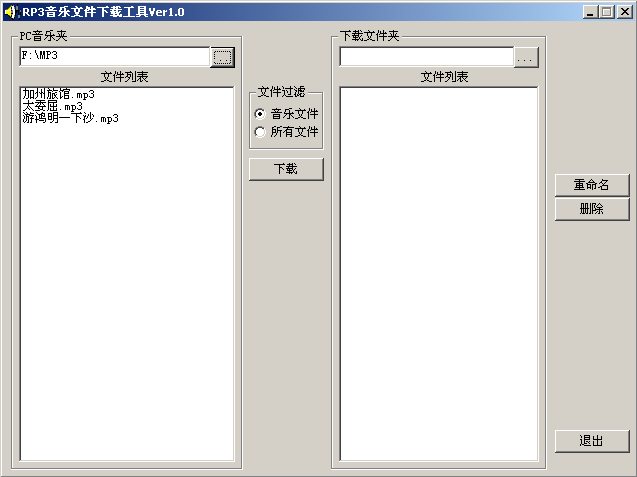 RP3音乐文件下载工具Ver1.0
PC音乐夹
F:\MP3
..
文件列表
加州旅馆.mp3
太委屈.mp3
游鸿明一下沙.mp3
文件过滤
音乐文件
所有文件
下载
下载文件夹
...
文件列表
重命名
删除
退出